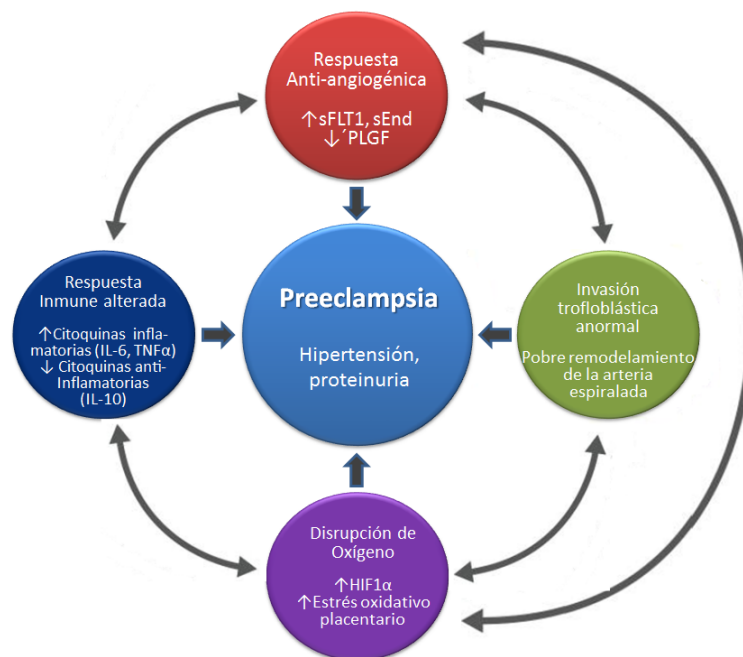 Respuesta
Anti-angiogénica
↑sFLT1, sEnd
↓´PLGF
Respuesta
Inmune alterada
↑Citoquinas infla-
matorias (IL-6, TNFα)
↓ Citoquinas anti-
Inflamatorias
(IL-10)
Preeclampsia
Hipertensión,
proteinuria
Invasión
trofloblástica
anormal
Pobre remodelamiento
de la arteria
espiralada
Disrupción de
Oxígeno
↑HIF1α
↑Estrés oxidativo
placentario